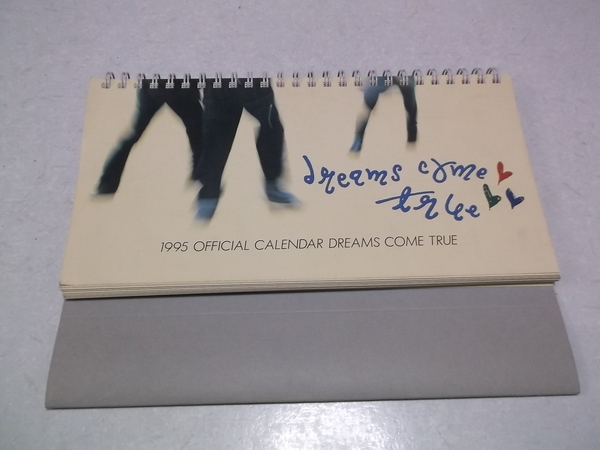 dreams come
true
1995 OFFICIAL CALENDAR DREAMS COME TRUE